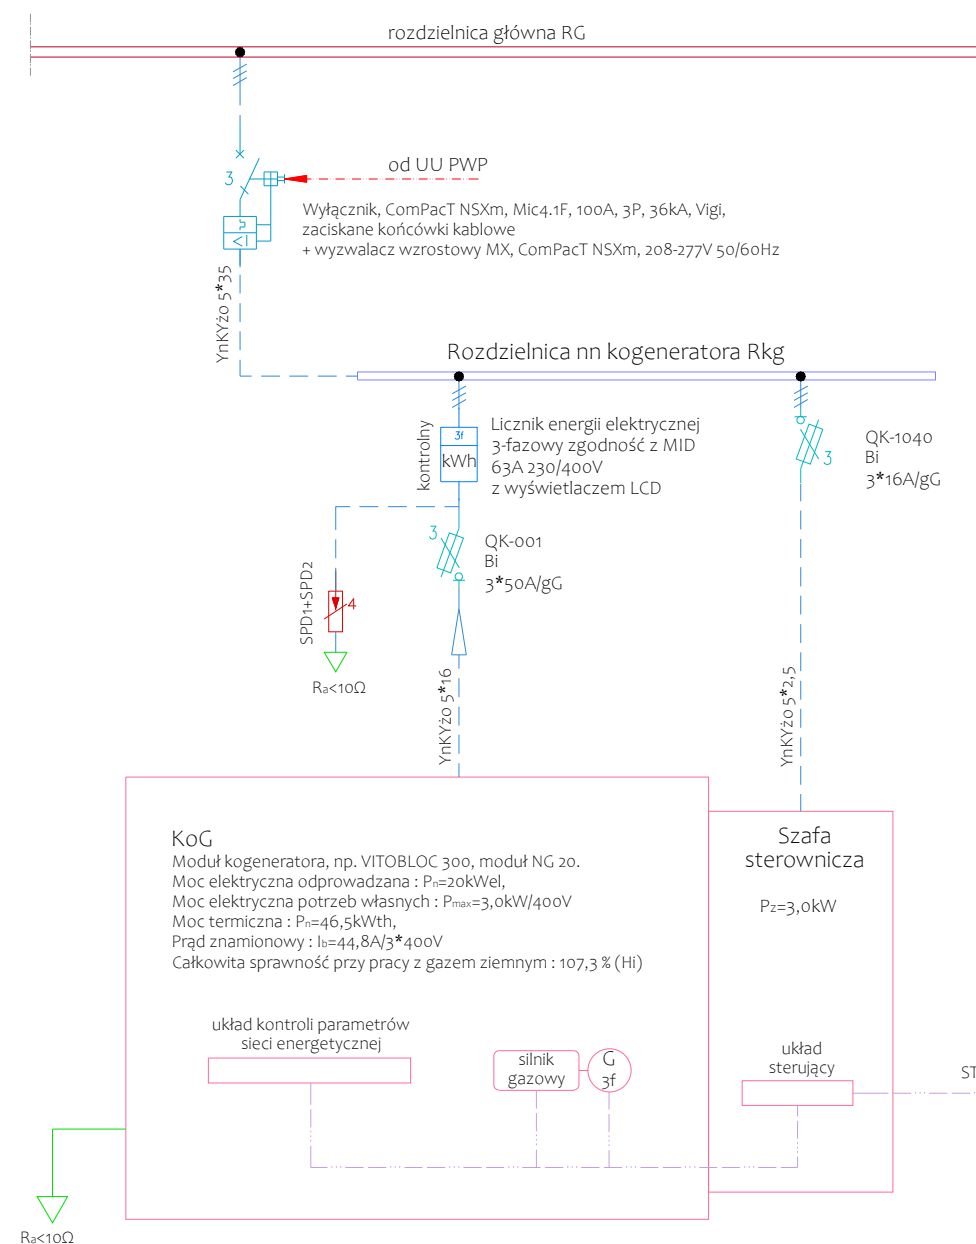 rozdzielnica główna RG
od UU PWP
3
Wyłącznik, ComPacT NSXm, Mic4.1F, 100A, 3P, 36kA, Vigi,
zaciskane końcówki kablowe
+ wyzwalacz wzrostowy MX, ComPacT NSXm, 208-277V 50/60Hz
<I
YnKYżo 5*35
Rozdzielnica nn kogeneratora Rkg
kontrolny
3f
kWh
Licznik energii elektrycznej
3-fazowy zgodność z MID
63A 230/400V
z wyświetlaczem LCD
3
QK-1040
Bi
3*16A/gG
3
QK-001
Bi
3*50A/gG
SPD1+SPD2
4
Ra<10Ω
YnKYżo 5*16
YnKYżo 5*2,5
KoG
Moduł kogeneratora, np. VITOBLOC 300, moduł NG 20.
Moc elektryczna odprowadzana : Pn=20kWel,
Moc elektryczna potrzeb własnych : Pmax=3,0kW/400V
Moc termiczna : Pn=46,5kWth,
Prąd znamionowy : Ib=44,8A/3*400V
Całkowita sprawność przy pracy z gazem ziemnym : 107,3 % (Hi)
Szafa
sterownicza
Pz=3,0kW
układ kontroli parametrów
sieci energetycznej
silnik
gazowy
G
3f
układ
sterujący
ST
Ra<10Ω